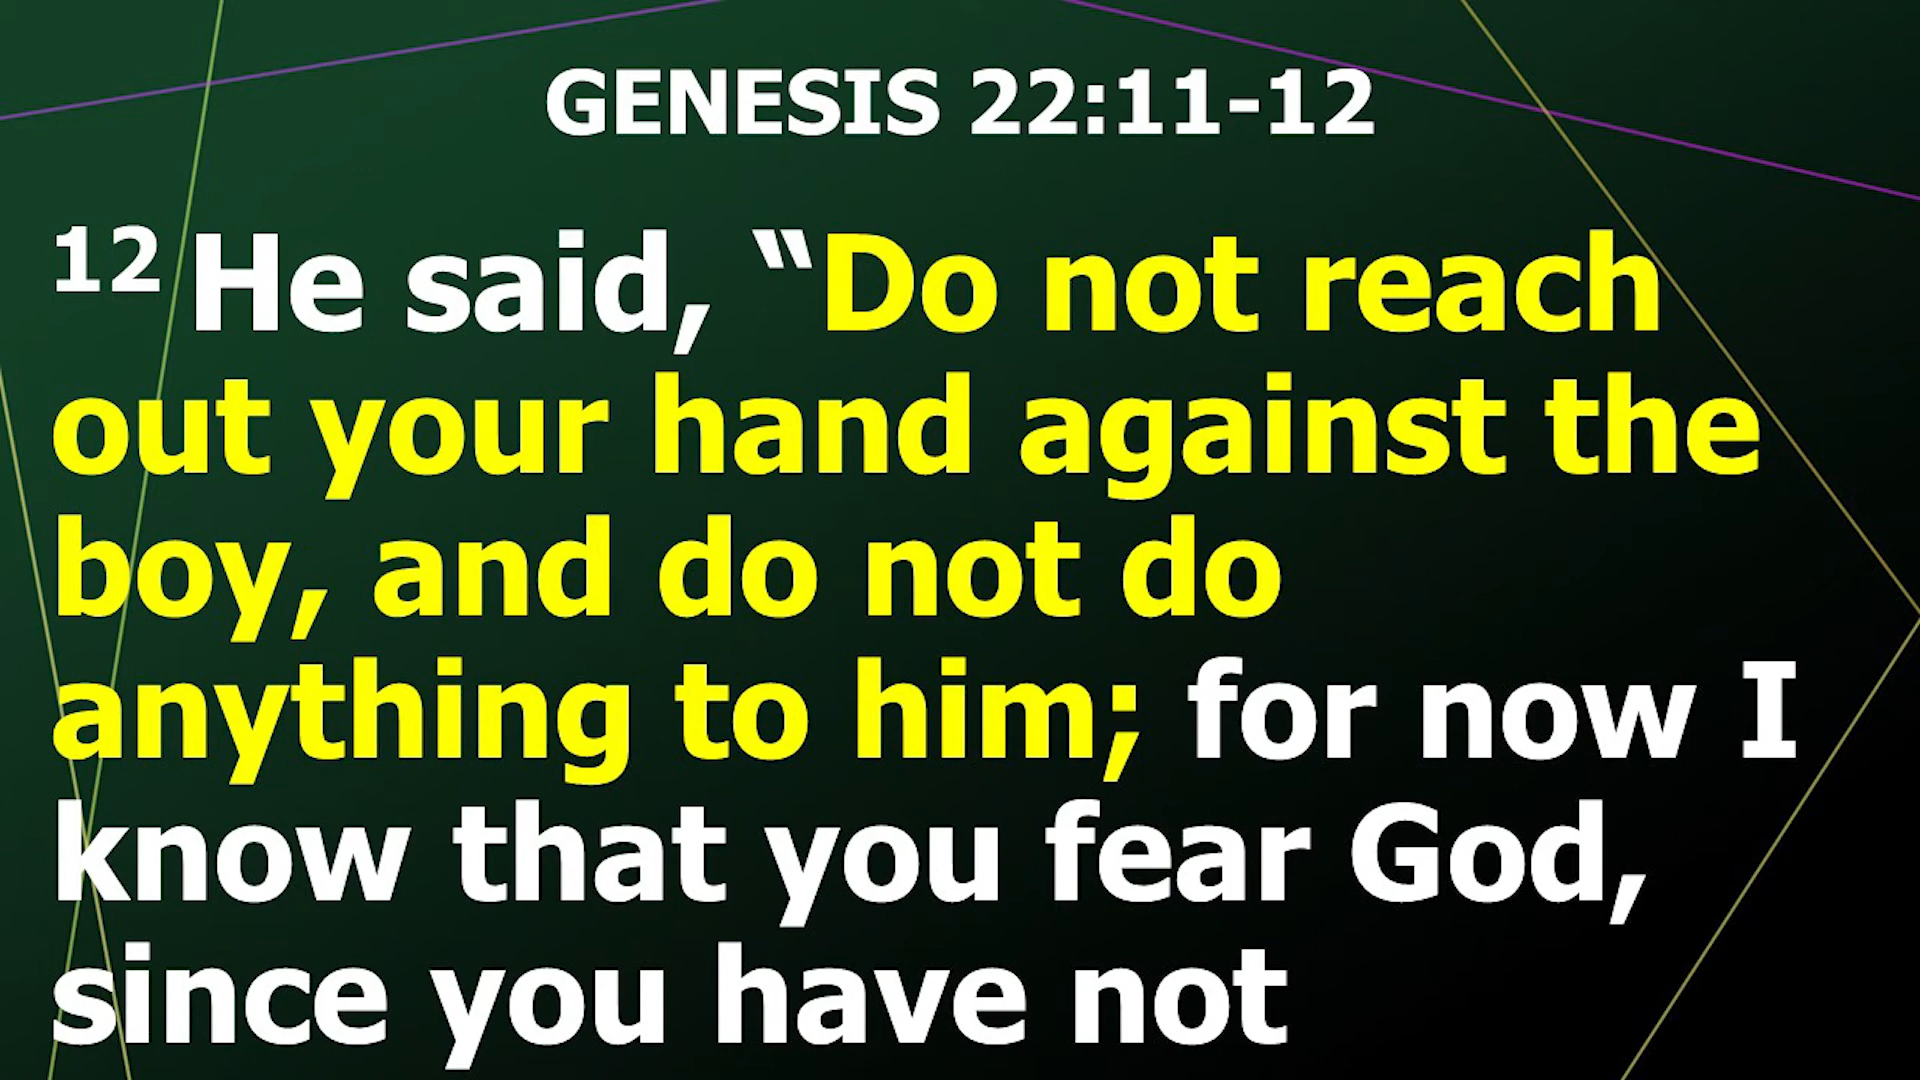 GENESIS 22:11-12
12 He said, “Do not reach
out your hand against the
boy, and do not do
anything to him; for now I
know that you fear God,
since you have not